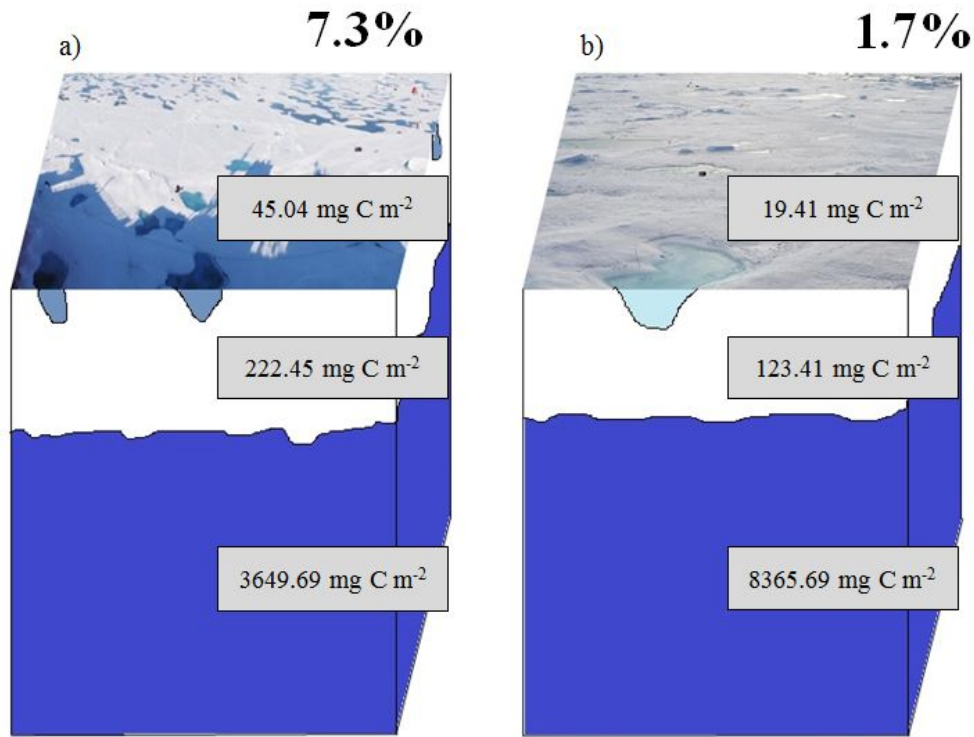 a)
7.3%
45.04 mg C m⁻²
222.45 mg C m⁻²
3649.69 mg C m⁻²
b)
1.7%
19.41 mg C m⁻²
123.41 mg C m⁻²
8365.69 mg C m⁻²